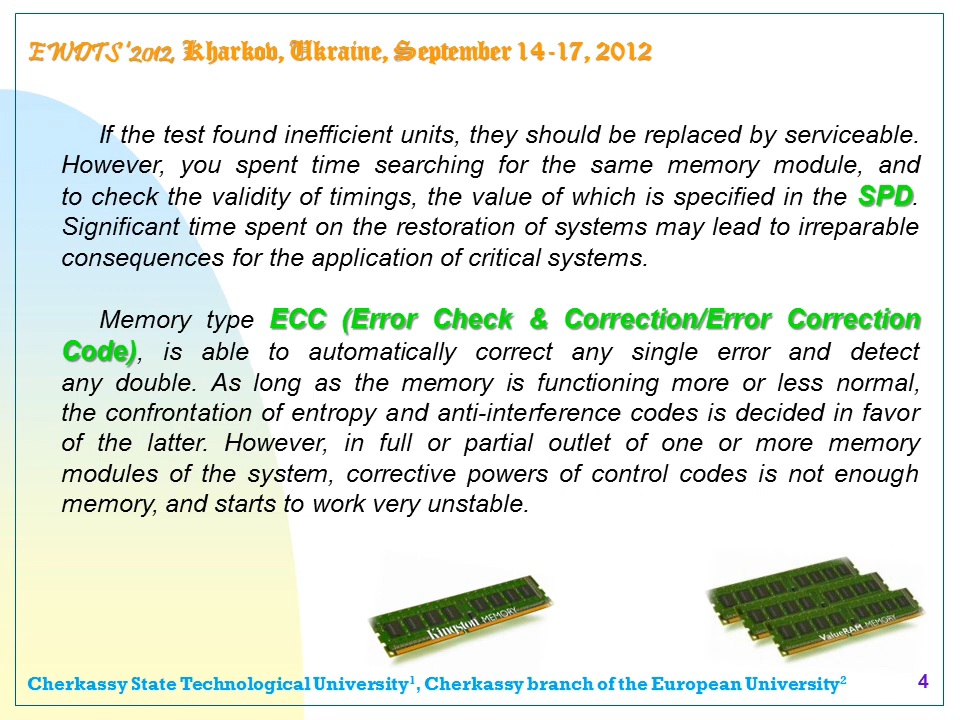 EWDTS'2012, Kharkov, Ukraine, September 14-17, 2012
If the test found inefficient units, they should be replaced by serviceable.
However, you spent time searching for the same memory module, and
to check the validity of timings, the value of which is specified in the SPD.
Significant time spent on the restoration of systems may lead to irreparable
consequences for the application of critical systems.
Memory type ECC (Error Check & Correction/Error Correction
Code), is able to automatically correct any single error and detect
any double. As long as the memory is functioning more or less normal,
the confrontation of entropy and anti-interference codes is decided in favor
of the latter. However, in full or partial outlet of one or more memory
modules of the system, corrective powers of control codes is not enough
memory, and starts to work very unstable.
Kingston MEMORY
ValueRAM MEMORY
Cherkassy State Technological University¹, Cherkassy branch of the European University²
4